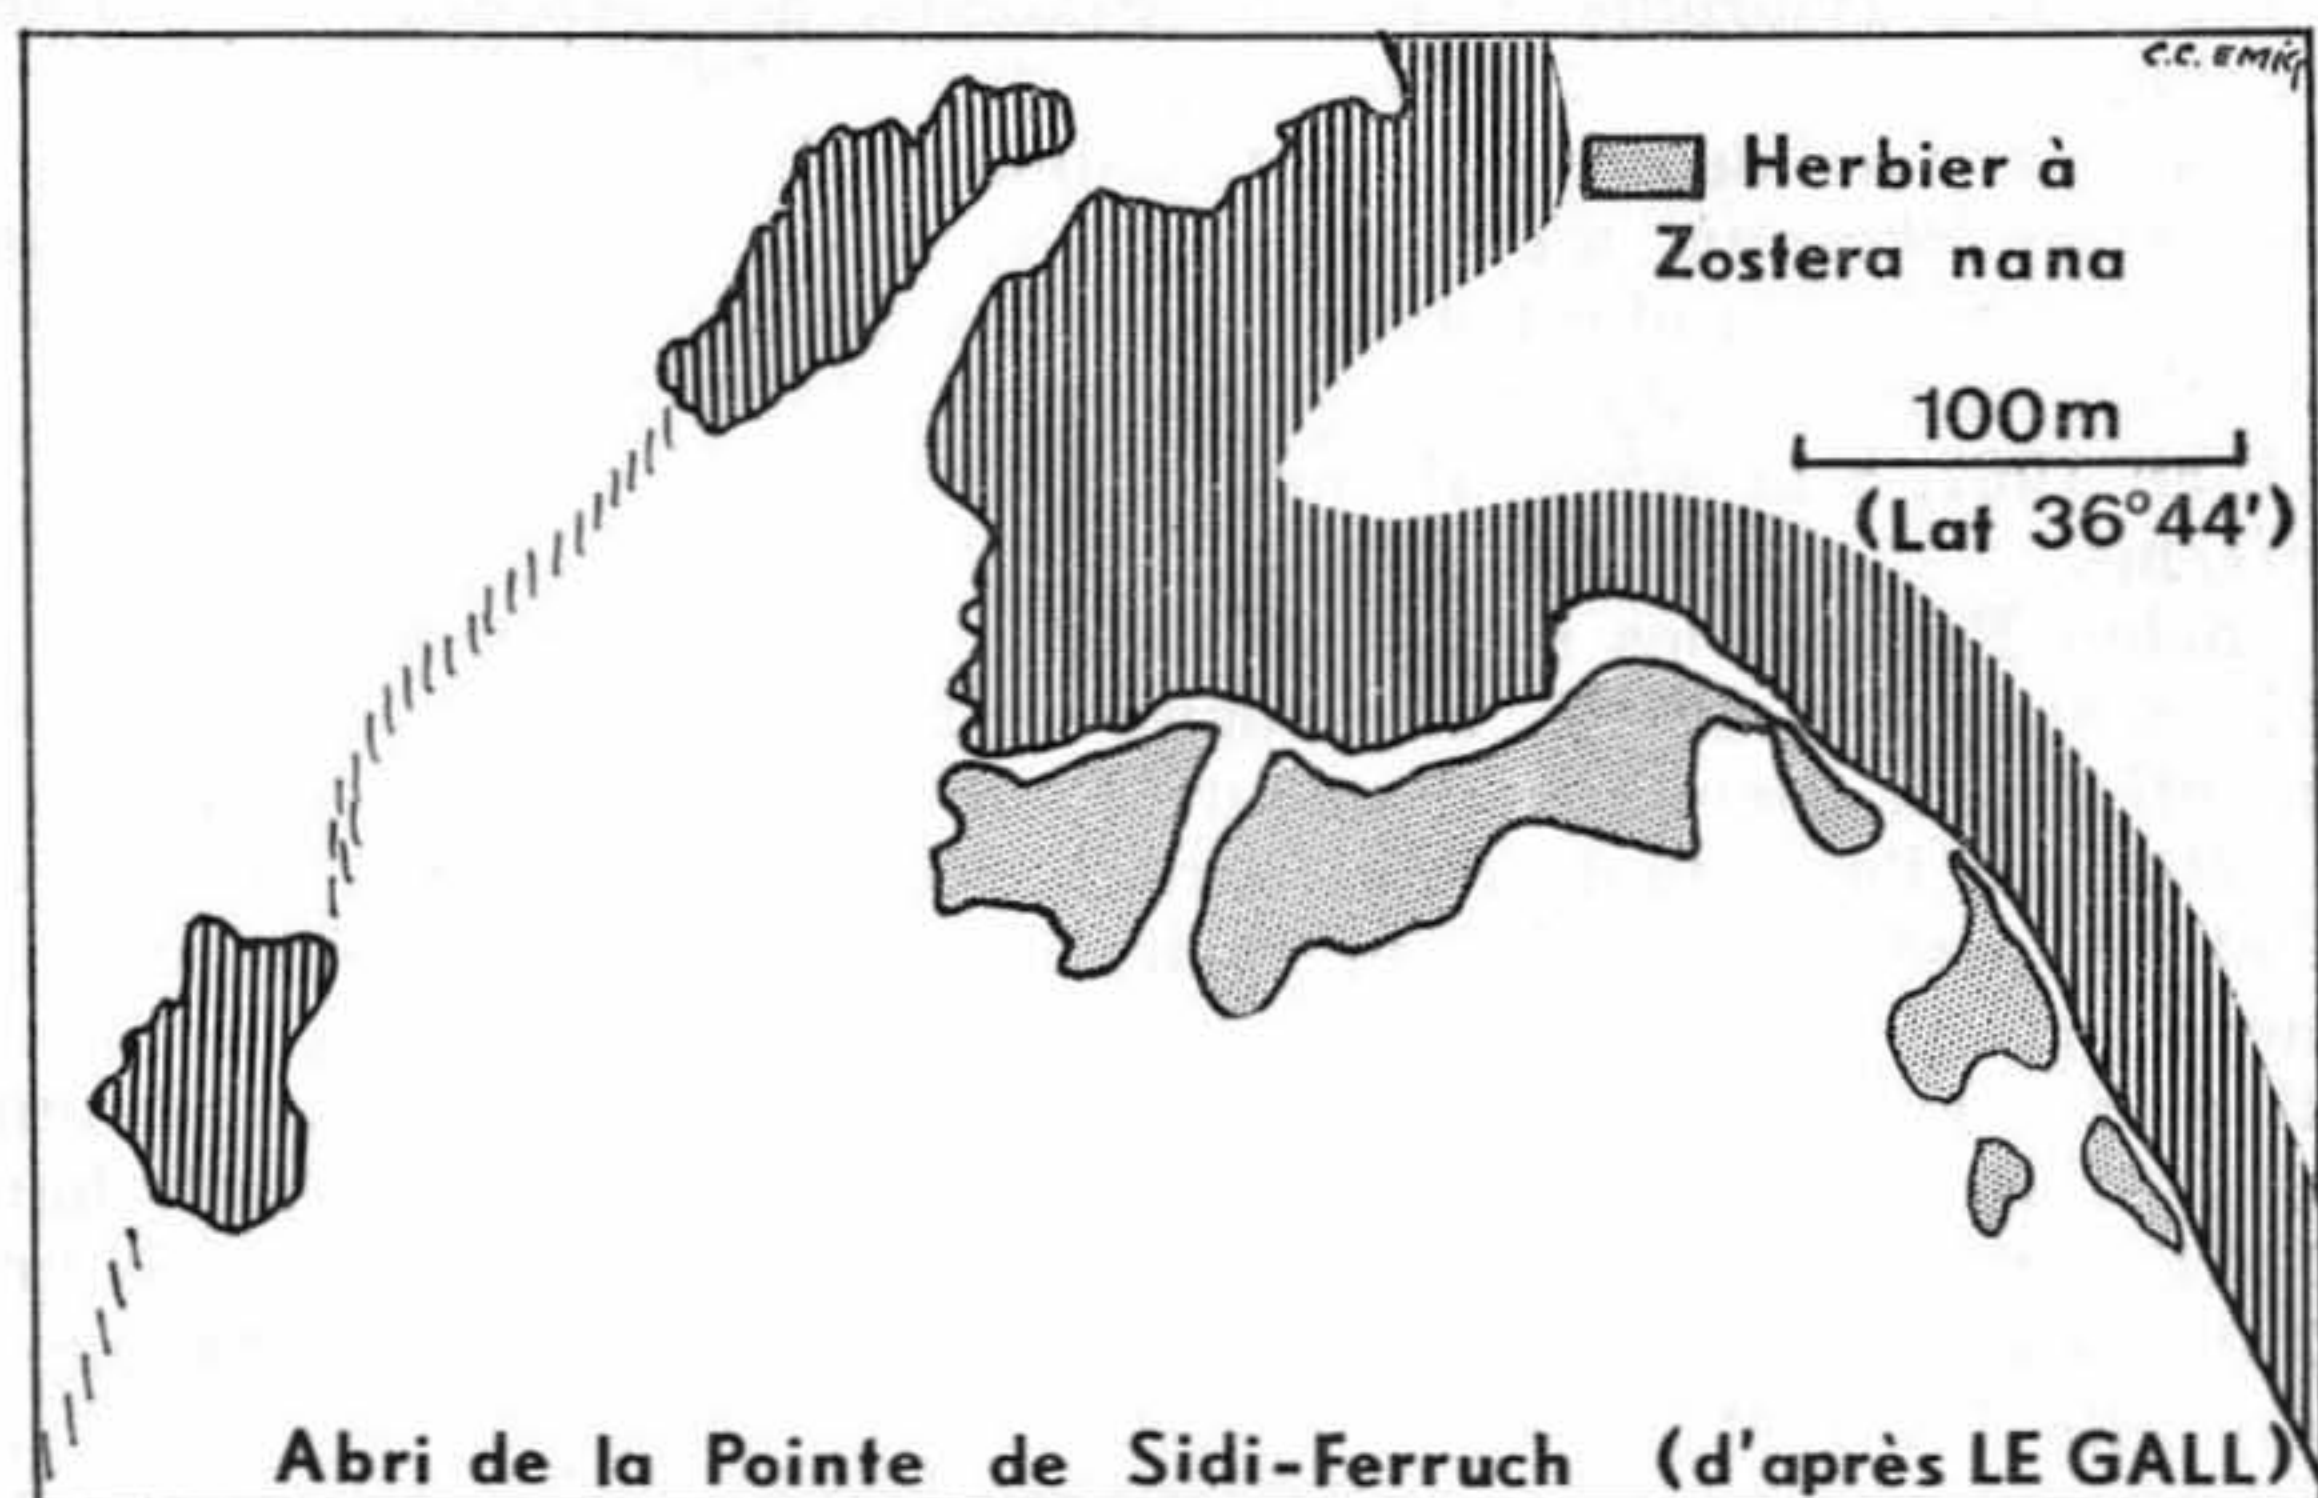 C.C. EMIG
Herbier à
Zostera nana
100m
(Lat 36°44')
Abri de la Pointe de Sidi-Ferruch (d'après LE GALL)